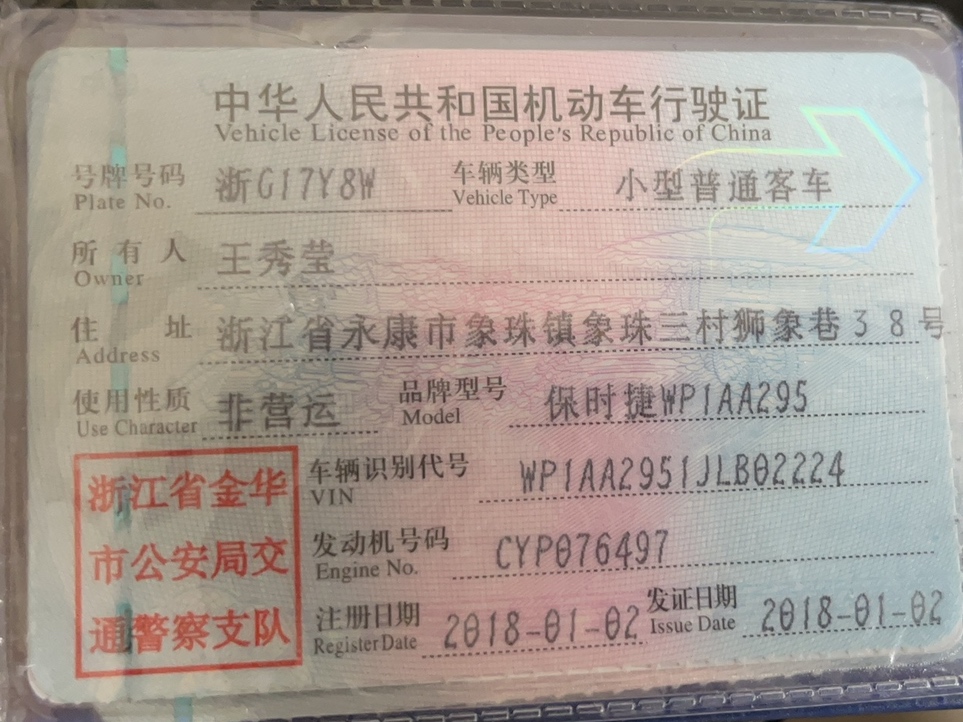 中华人民共和国机动车行驶证
Vehicle License of the People's Republic of China
号牌号码 浙G17Y8W 车辆类型 小型普通客车
Plate No. Vehicle Type
所有人 王秀莹
Owner
住址 浙江省永康市象珠镇象珠三村狮象巷38号
Address
使用性质 非营运 品牌型号 保时捷WP1AA295
Use Character Model
车辆识别代号 WP1AA2951JLB02224
VIN
发动机号码 CYP076497
Engine No.
注册日期 2018-01-02 发证日期 2018-01-02
Register Date Issue Date
浙江省金华
市公安局交
通警察支队